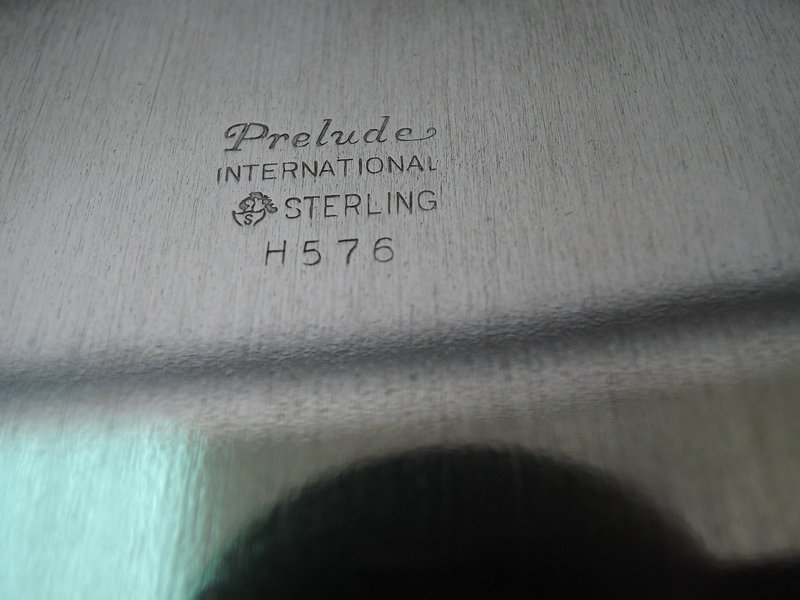 Prelude
INTERNATIONAL
S STERLING
H576